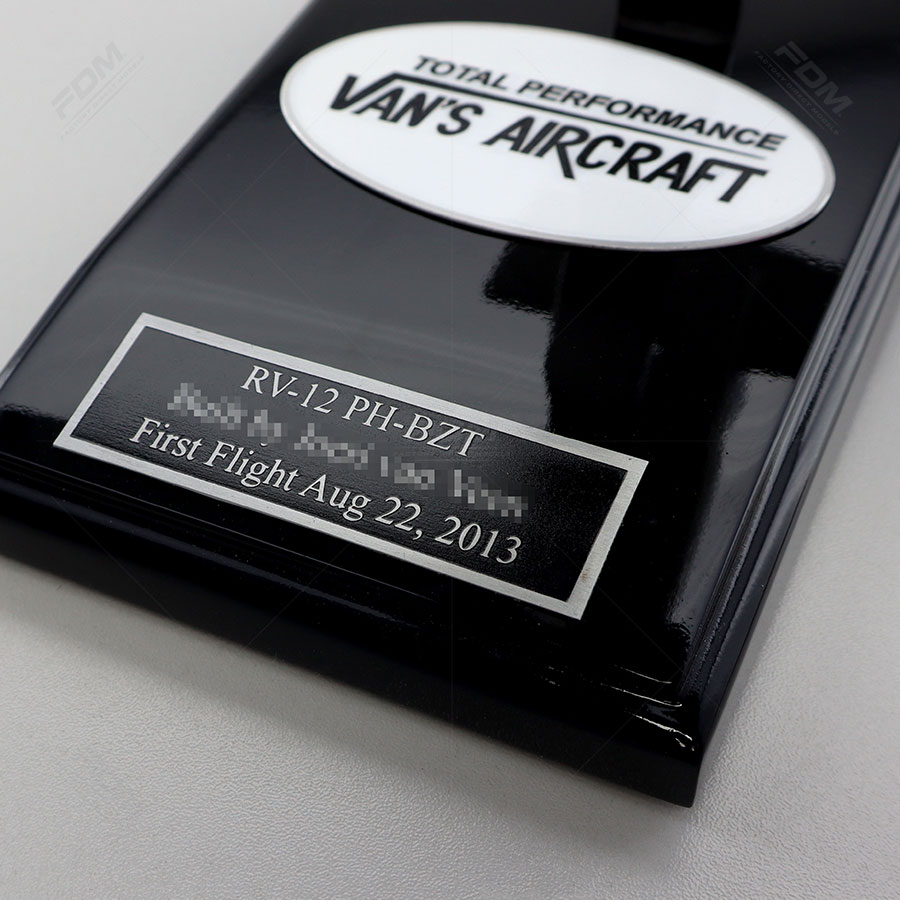 FDM
FDM
TOTAL PERFORMANCE
VAN'S AIRCRAFT
RV-12 PH-BZT
First Flight Aug 22, 2013